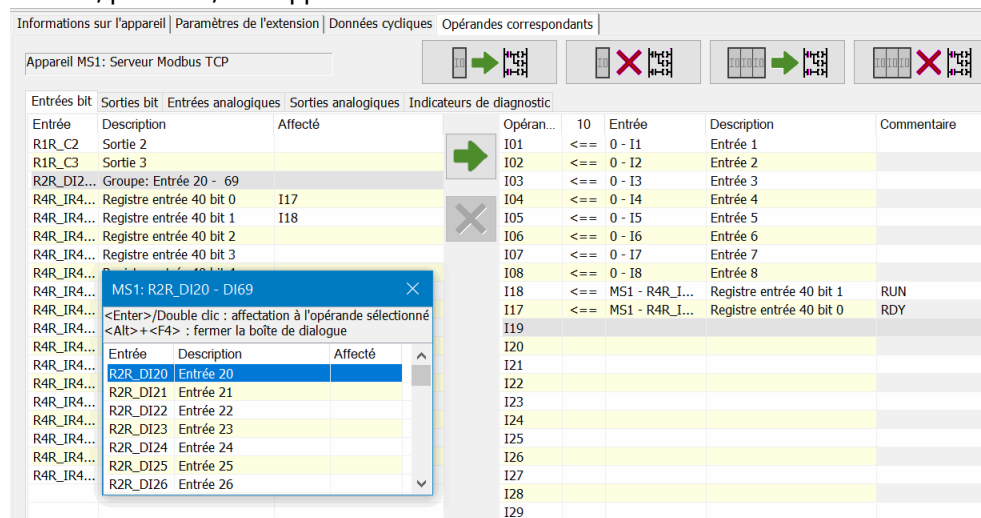 Informations sur l'appareil Paramètres de l'extension Données cycliques Opérandes correspondants
Appareil MS1: Serveur Modbus TCP
Entrées bit Sorties bit Entrées analogiques Sorties analogiques Indicateurs de diagnostic
Entrée Description Affecté
R1R_C2 Sortie 2
R1R_C3 Sortie 3
R2R_DI2... Groupe: Entrée 20 - 69
R4R_IR4... Registre entrée 40 bit 0 I17
R4R_IR4... Registre entrée 40 bit 1 I18
R4R_IR4... Registre entrée 40 bit 2
R4R_IR4... Registre entrée 40 bit 3
R4R_IR4...
R4R_IR4...
R4R_IR4...
R4R_IR4...
R4R_IR4...
R4R_IR4...
R4R_IR4...
R4R_IR4...
R4R_IR4...
R4R_IR4...
R4R_IR4...
R4R_IR4...
MS1: R2R_DI20 - DI69
<Enter>/Double clic : affectation à l'opérande sélectionné
<Alt>+<F4> : fermer la boîte de dialogue
Entrée Description Affecté
R2R_DI20 Entrée 20
R2R_DI21 Entrée 21
R2R_DI22 Entrée 22
R2R_DI23 Entrée 23
R2R_DI24 Entrée 24
R2R_DI25 Entrée 25
R2R_DI26 Entrée 26
Opéran... 10 Entrée Description Commentaire
I01 <== 0 - I1 Entrée 1
I02 <== 0 - I2 Entrée 2
I03 <== 0 - I3 Entrée 3
I04 <== 0 - I4 Entrée 4
I05 <== 0 - I5 Entrée 5
I06 <== 0 - I6 Entrée 6
I07 <== 0 - I7 Entrée 7
I08 <== 0 - I8 Entrée 8
I18 <== MS1 - R4R_I... Registre entrée 40 bit 1 RUN
I17 <== MS1 - R4R_I... Registre entrée 40 bit 0 RDY
I19
I20
I21
I22
I23
I24
I25
I26
I27
I28
I29